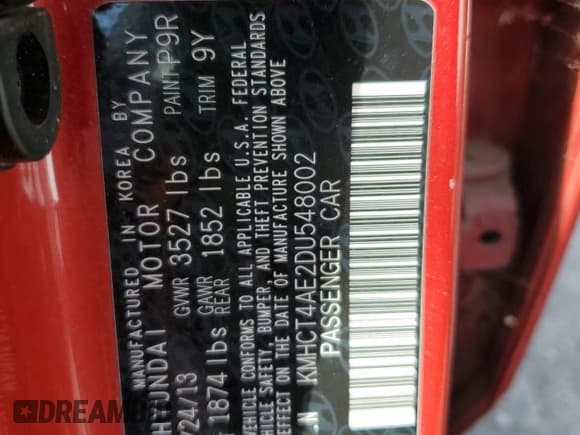 MANUFACTURED IN KOREA BY
HYUNDAI MOTOR COMPANY
/24/13 GVWR 3527 lbs PAINT P9R
1874 lbs GAWR REAR 1852 lbs TRIM 9Y
VEHICLE CONFORMS TO ALL APPLICABLE U.S.A. FEDERAL
VEHICLE SAFETY, BUMPER, AND THEFT PREVENTION STANDARDS
EFFECT ON THE DATE OF MANUFACTURE SHOWN ABOVE
KMHCT4AE2DU548002
PASSENGER CAR
DREAMBID